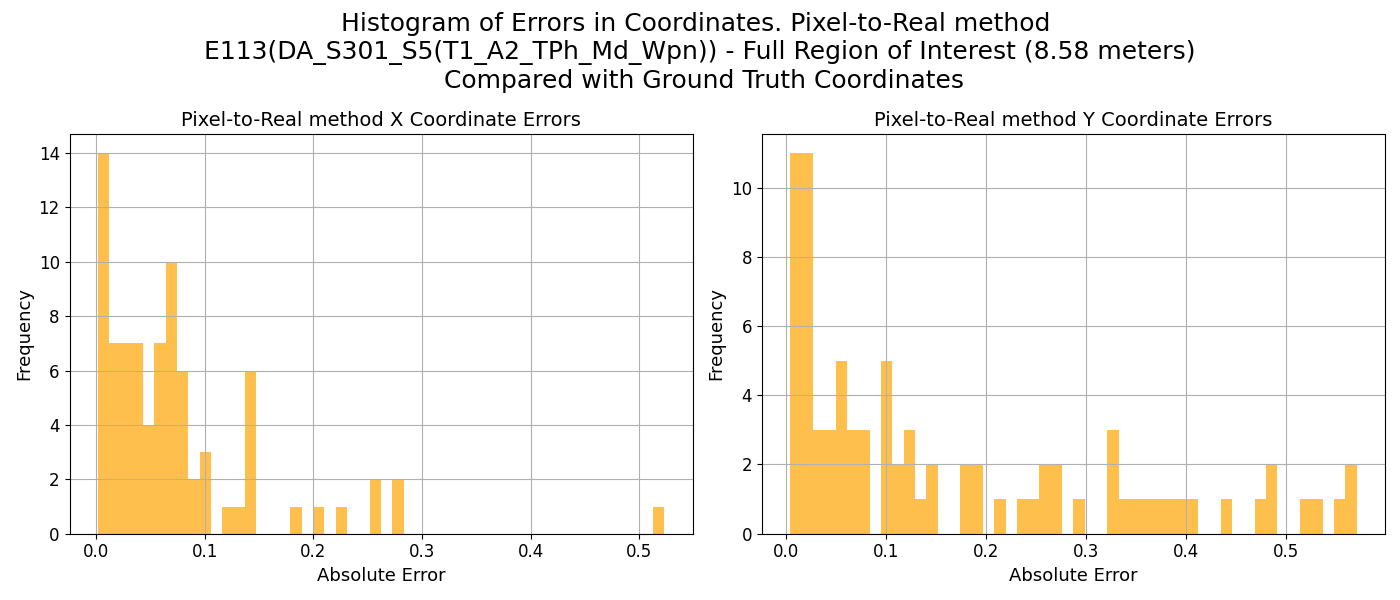 Histogram of Errors in Coordinates. Pixel-to-Real method
E113(DA_S301_S5(T1_A2_TPh_Md_Wpn)) - Full Region of Interest (8.58 meters)
Compared with Ground Truth Coordinates
Pixel-to-Real method X Coordinate Errors
14
12
10
8
6
4
2
0
Frequency
0.0
0.1
0.2
0.3
0.4
0.5
Absolute Error
Pixel-to-Real method Y Coordinate Errors
10
8
6
4
2
0
Frequency
0.0
0.1
0.2
0.3
0.4
0.5
Absolute Error